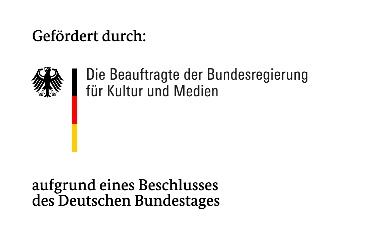 Gefördert durch:
Die Beauftragte der Bundesregierung
für Kultur und Medien
aufgrund eines Beschlusses
des Deutschen Bundestages